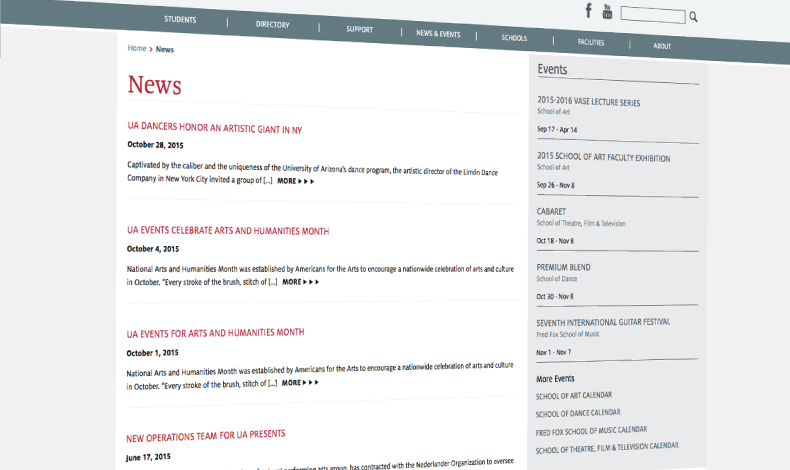 STUDENTS | DIRECTORY | SUPPORT | NEWS & EVENTS | SCHOOLS | FACILITIES | ABOUT
Home > News
News
UA DANCERS HONOR AN ARTISTIC GIANT IN NY
October 28, 2015
Captivated by the caliber and the uniqueness of the University of Arizona's dance program, the artistic director of the Limón Dance
Company in New York City invited a group of [...] MORE ▶ ▶ ▶
UA EVENTS CELEBRATE ARTS AND HUMANITIES MONTH
October 4, 2015
National Arts and Humanities Month was established by Americans for the Arts to encourage a nationwide celebration of arts and culture
in October. "Every stroke of the brush, stitch of [...] MORE ▶ ▶ ▶
UA EVENTS FOR ARTS AND HUMANITIES MONTH
October 1, 2015
National Arts and Humanities Month was established by Americans for the Arts to encourage a nationwide celebration of arts and culture
in October. "Every stroke of the brush, stitch of [...] MORE ▶ ▶ ▶
NEW OPERATIONS TEAM FOR UA PRESENTS
June 17, 2015
performing arts group, has contracted with the Nederlander Organization to oversee
Events
2015-2016 VASE LECTURE SERIES
School of Art
Sep 17 - Apr 14
2015 SCHOOL OF ART FACULTY EXHIBITION
School of Art
Sep 26 - Nov 8
CABARET
School of Theatre, Film & Television
Oct 18 - Nov 8
PREMIUM BLEND
School of Dance
Oct 30 - Nov 8
SEVENTH INTERNATIONAL GUITAR FESTIVAL
Fred Fox School of Music
Nov 1 - Nov 7
More Events
SCHOOL OF ART CALENDAR
SCHOOL OF DANCE CALENDAR
FRED FOX SCHOOL OF MUSIC CALENDAR
SCHOOL OF THEATRE, FILM & TELEVISION CALENDAR